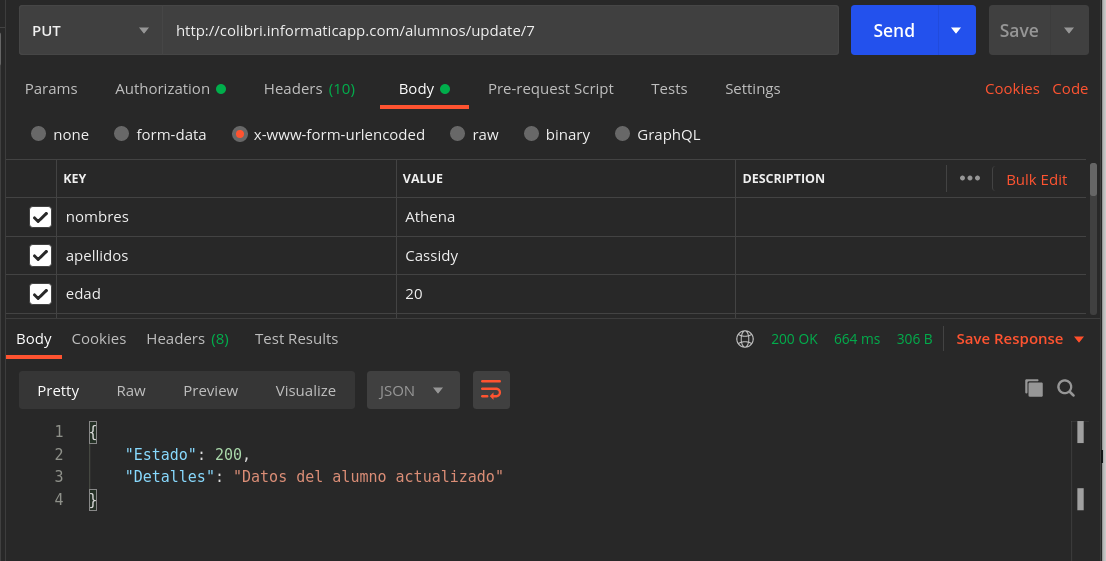 PUT http://colibri.informaticapp.com/alumnos/update/7 Send Save
Params Authorization Headers (10) Body Pre-request Script Tests Settings Cookies Code
none form-data x-www-form-urlencoded raw binary GraphQL
KEY VALUE DESCRIPTION ••• Bulk Edit
nombres Athena
apellidos Cassidy
edad 20
Body Cookies Headers (8) Test Results 200 OK 664 ms 306 B Save Response
Pretty Raw Preview Visualize JSON
1 {
2 "Estado": 200,
3 "Detalles": "Datos del alumno actualizado"
4 }